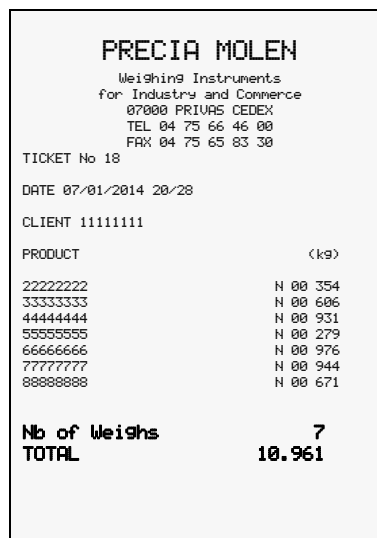 PRECIA MOLEN
Weighing Instruments
for Industry and Commerce
07000 PRIVAS CEDEX
TEL 04 75 66 46 00
FAX 04 75 65 83 30
TICKET No 18
DATE 07/01/2014 20/28
CLIENT 11111111
PRODUCT (kg)
22222222 N 00 354
33333333 N 00 606
44444444 N 00 931
55555555 N 00 279
66666666 N 00 976
77777777 N 00 944
88888888 N 00 671
Nb of Weighs 7
TOTAL 10.961